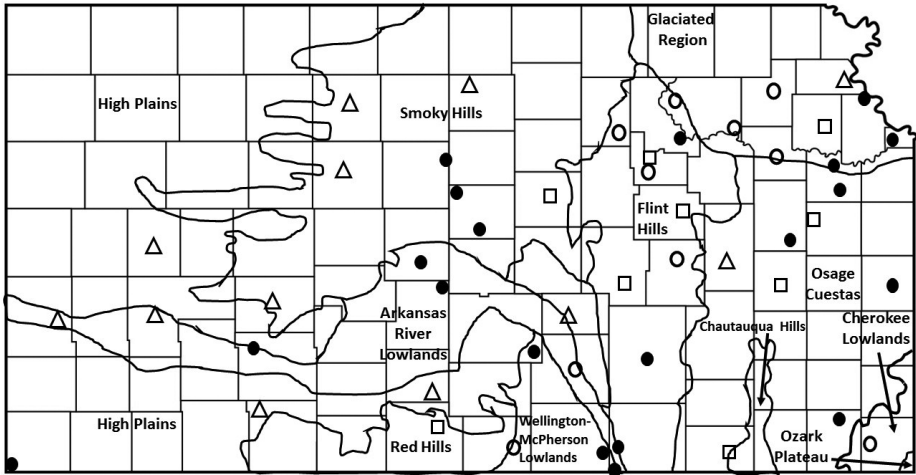 Glaciated
Region
High Plains
Smoky Hills
Flint
Hills
Osage
Cuestas
Arkansas
River
Lowlands
Chautauqua Hills
Cherokee
Lowlands
High Plains
Red Hills
Wellington-
McPherson
Lowlands
Ozark
Plateau